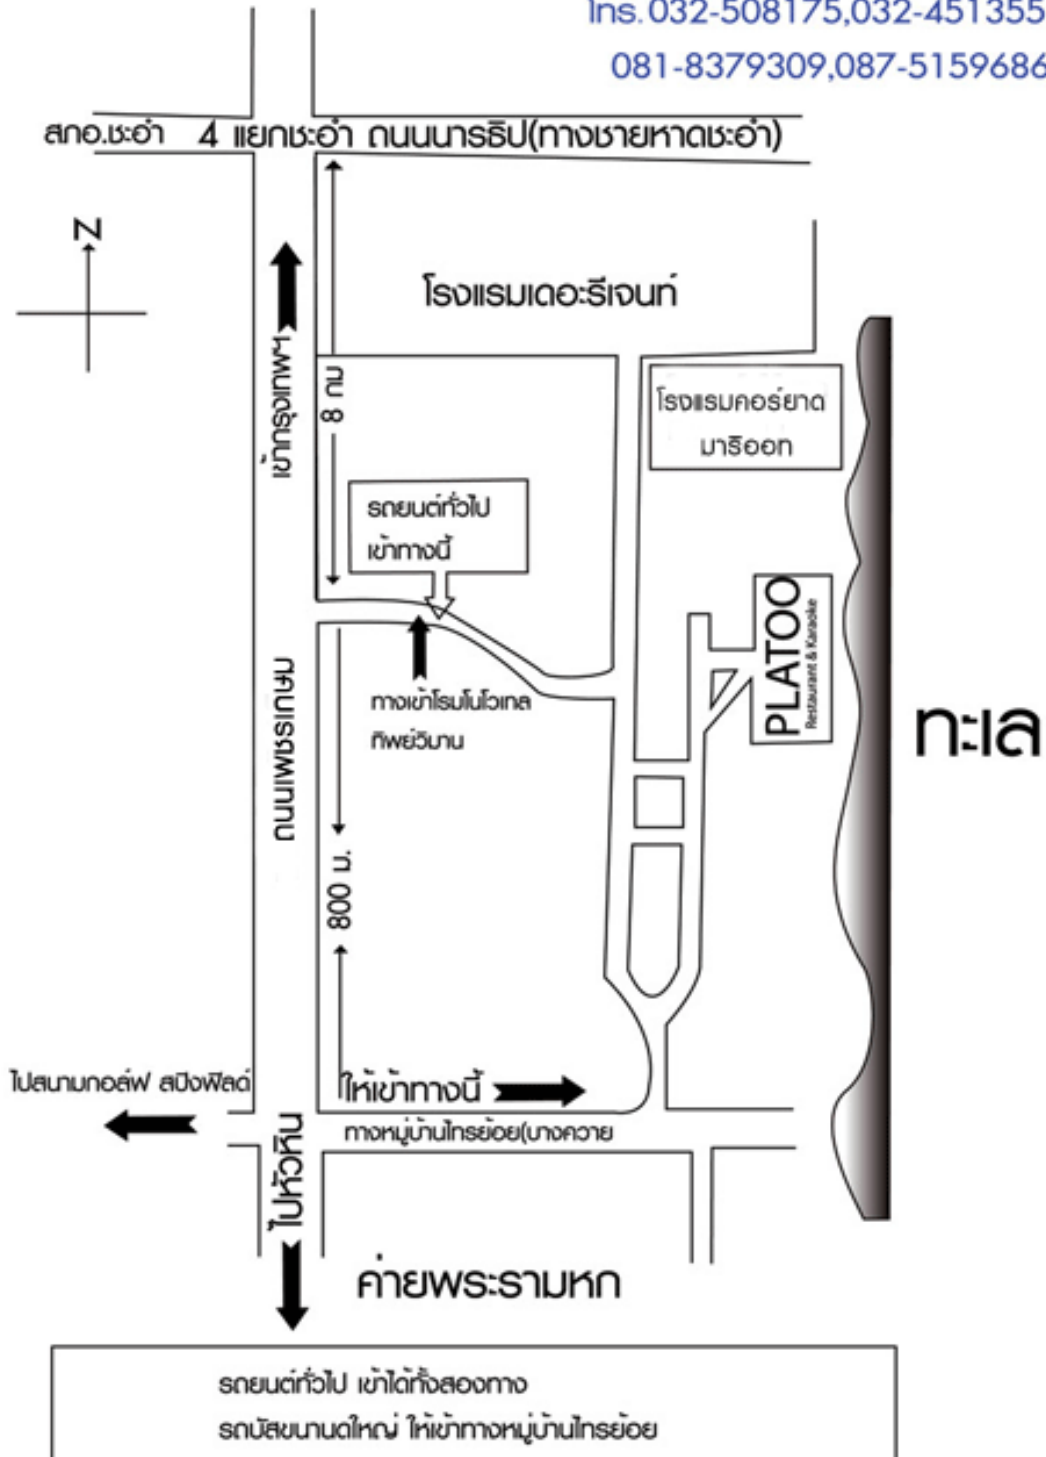 โทร. 032-508175,032-451355
081-8379309,087-5159686
สภอ.ชะอำ 4 แยกชะอำ ถนนนารธิป(ทางชายหาดชะอำ)
N
โรงแรมเดอะรีเจนท์
เข้ากรุงเทพฯ
8 กม
โรงแรมคอร์ยาด
มาริออท
รถยนต์ทั่วไป
เข้าทางนี้
PLATOO
Restaurant & Karaoke
ทางเข้าโรมโนโวเทล
ทิพย์วิมาน
ทะเล
ถนนเพชรเกษม
800 ม.
ไปสนามกอล์ฟ สปิงฟิลด์
ให้เข้าทางนี้
ทางหมู่บ้านไทรย้อย(บางควาย
ไปหัวหิน
ค่ายพระรามหก
รถยนต์ทั่วไป เข้าได้ทั้งสองทาง
รถบัสขนานดใหญ่ ให้เข้าทางหมู่บ้านไทรย้อย